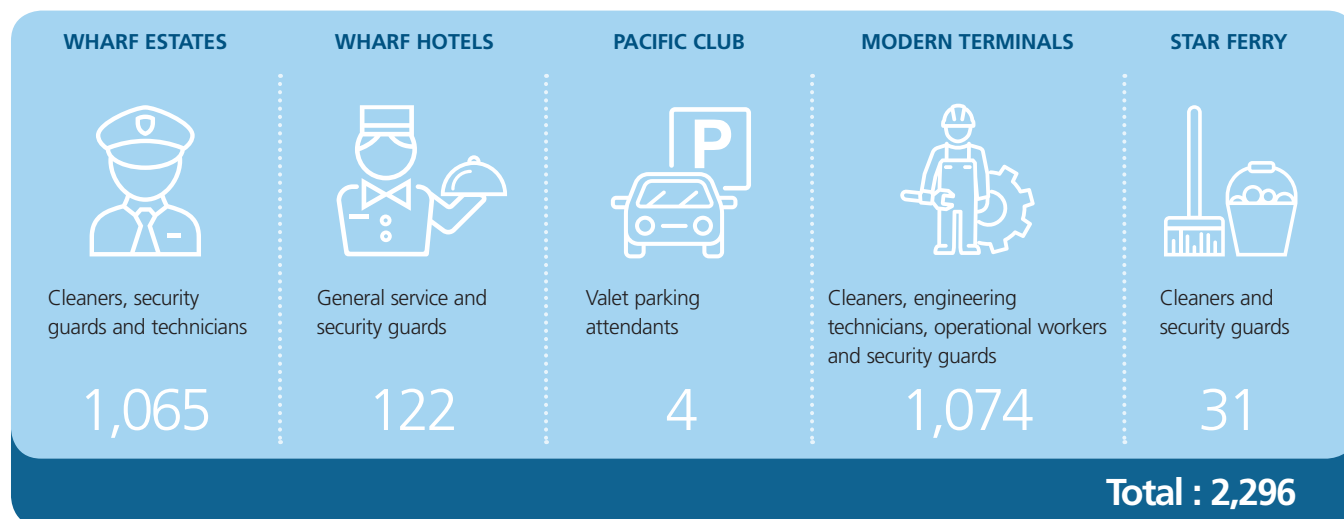 WHARF ESTATES
Cleaners, security
guards and technicians
1,065
WHARF HOTELS
General service and
security guards
122
PACIFIC CLUB
P
Valet parking
attendants
4
MODERN TERMINALS
Cleaners, engineering
technicians, operational workers
and security guards
1,074
STAR FERRY
Cleaners and
security guards
31
Total : 2,296